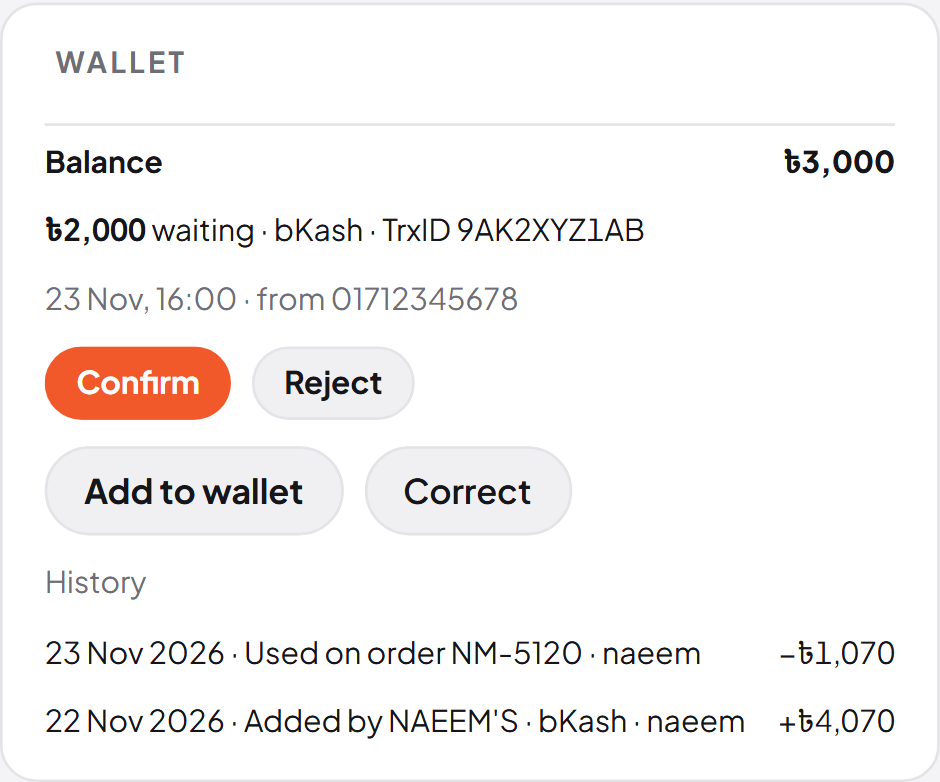 WALLET
Balance ৳3,000
৳2,000 waiting · bKash · TrxID 9AK2XYZ1AB
23 Nov, 16:00 · from 01712345678
Confirm Reject
Add to wallet Correct
History
23 Nov 2026 · Used on order NM-5120 · naeem −৳1,070
22 Nov 2026 · Added by NAEEM'S · bKash · naeem +৳4,070